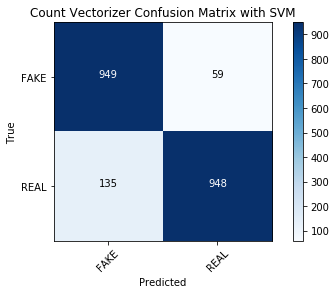 Count Vectorizer Confusion Matrix with SVM
FAKE
949
59
True
REAL
135
948
FAKE
REAL
Predicted
900
800
700
600
500
400
300
200
100